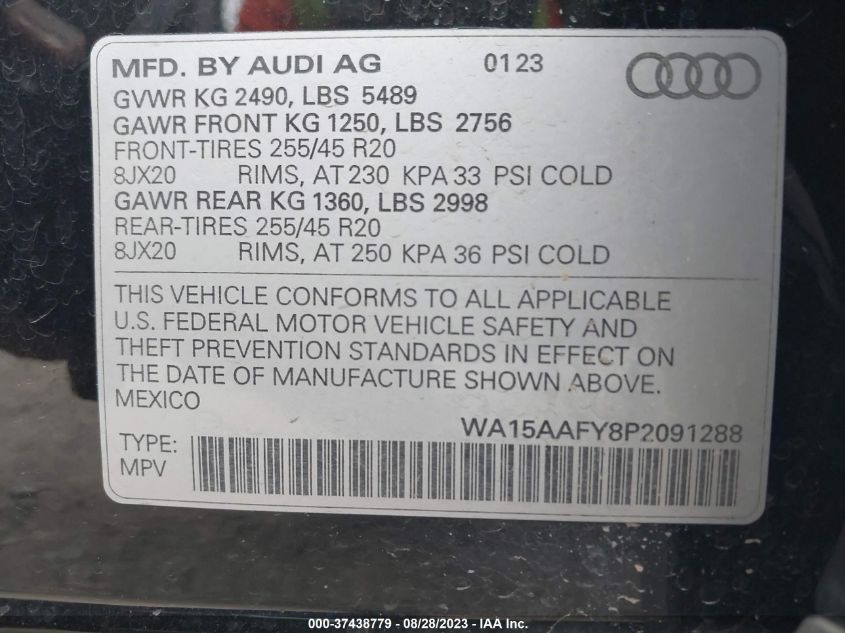 MFD. BY AUDI AG 0123
GVWR KG 2490, LBS 5489
GAWR FRONT KG 1250, LBS 2756
FRONT-TIRES 255/45 R20
8JX20 RIMS, AT 230 KPA 33 PSI COLD
GAWR REAR KG 1360, LBS 2998
REAR-TIRES 255/45 R20
8JX20 RIMS, AT 250 KPA 36 PSI COLD
THIS VEHICLE CONFORMS TO ALL APPLICABLE
U.S. FEDERAL MOTOR VEHICLE SAFETY AND
THEFT PREVENTION STANDARDS IN EFFECT ON
THE DATE OF MANUFACTURE SHOWN ABOVE.
MEXICO
WA15AAFY8P2091288
TYPE:
MPV
000-37438779 - 08/28/2023 - WA Inc.